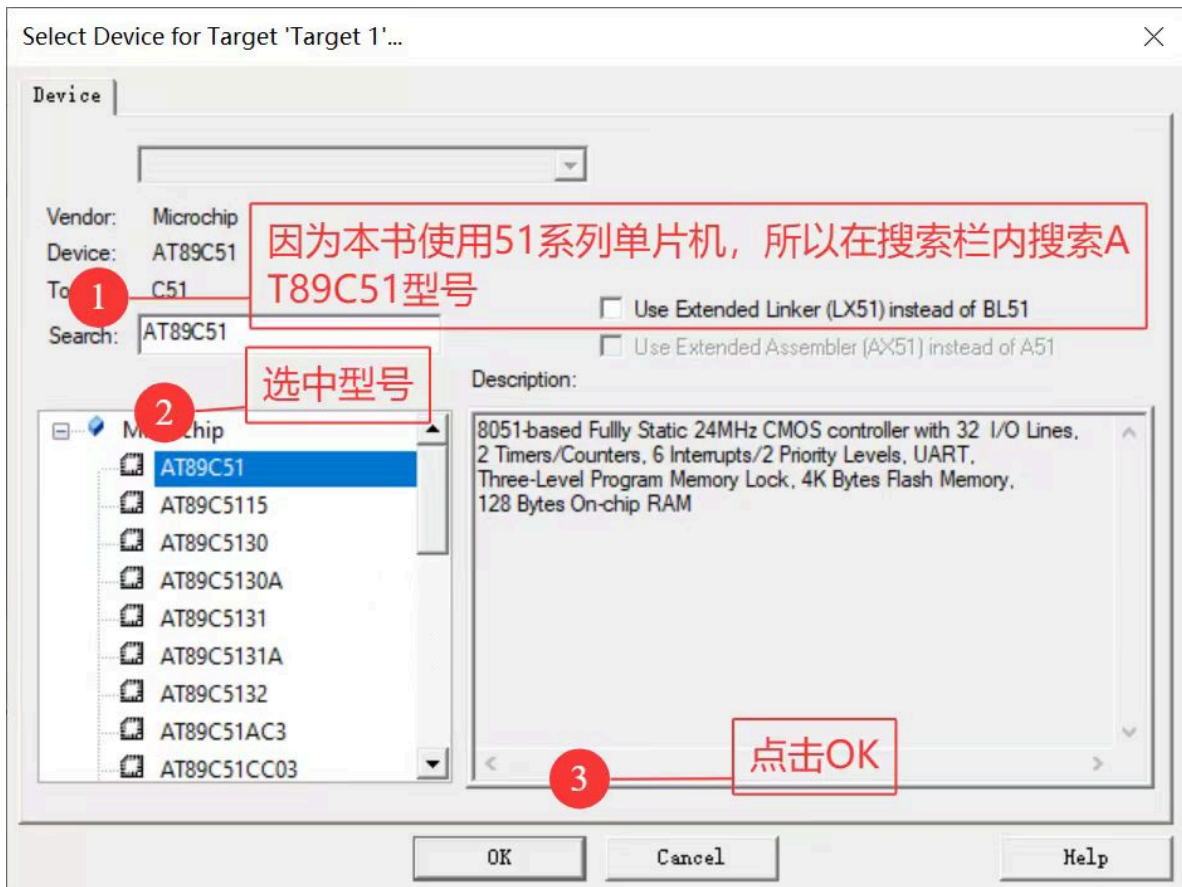 Select Device for Target 'Target 1'...
Device
Vendor: Microchip
Device: AT89C51
因为本书使用51系列单片机，所以在搜索栏内搜索A
T89C51型号
1
C51
Use Extended Linker (LX51) instead of BL51
Search: AT89C51
Use Extended Assembler (AX51) instead of A51
选中型号
2
Description:
AT89C51
AT89C5115
AT89C5130
AT89C5130A
AT89C5131
AT89C5131A
AT89C5132
AT89C51AC3
AT89C51CC03
8051-based Fullly Static 24MHz CMOS controller with 32 I/O Lines,
2 Timers/Counters, 6 Interrupts/2 Priority Levels, UART,
Three-Level Program Memory Lock, 4K Bytes Flash Memory,
128 Bytes On-chip RAM
3
点击OK
OK
Cancel
Help